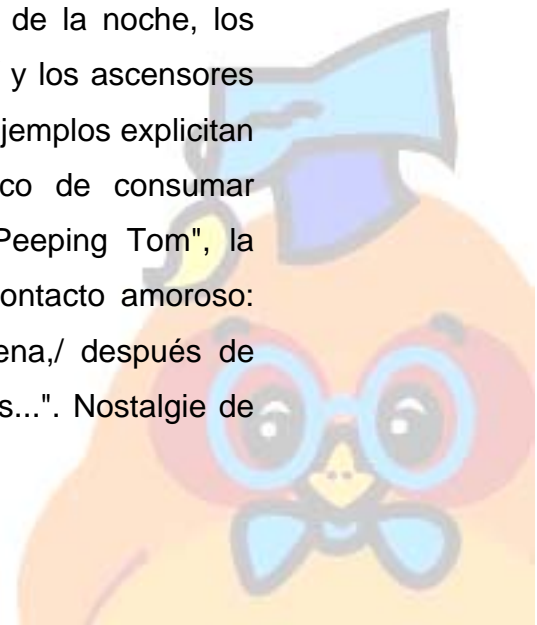 de la noche, los
y los ascensores
jemplos explicitan
co de consumar
Peeping Tom", la
ontacto amoroso:
ena,/ después de
s...". Nostalgie de